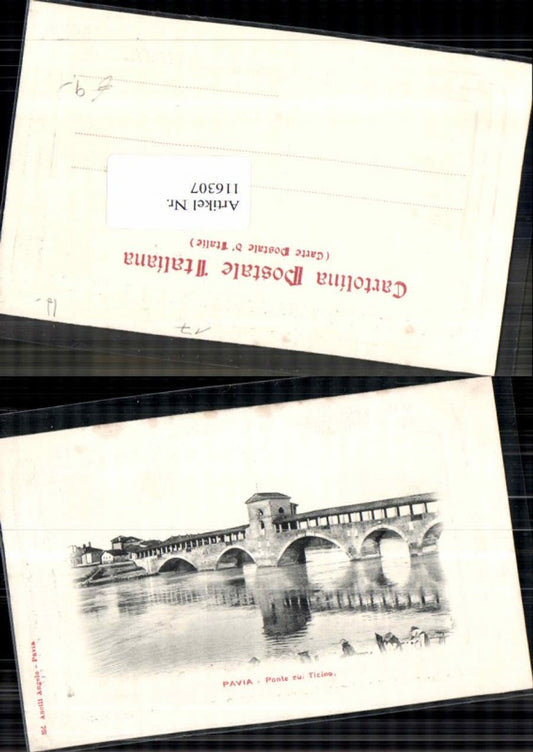 Cartolina Postale Italiana
( Carte Postale d' Italie )
Artikel Nr.
116307
PAVIA - Ponte sul Ticino.